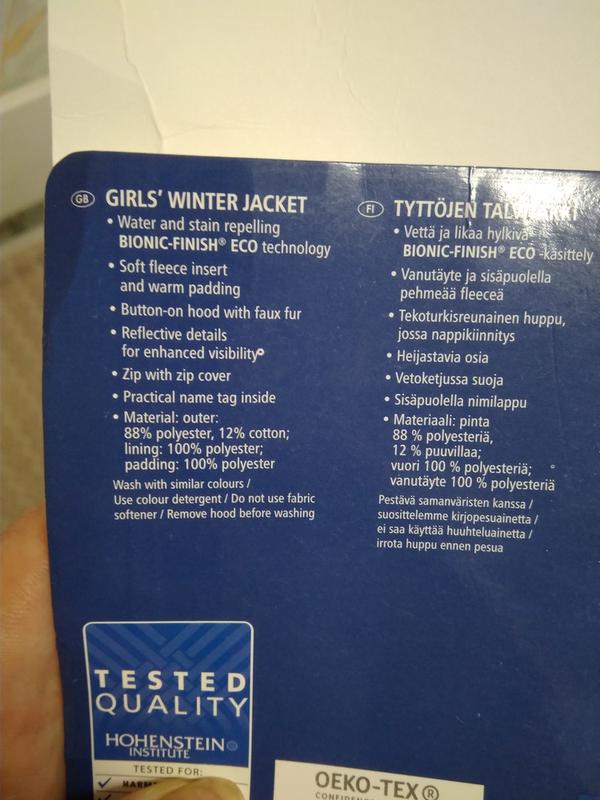 GB GIRLS' WINTER JACKET
• Water and stain repelling
BIONIC-FINISH® ECO technology
• Soft fleece insert
and warm padding
• Button-on hood with faux fur
• Reflective details
for enhanced visibility
• Zip with zip cover
• Practical name tag inside
• Material: outer:
88% polyester, 12% cotton;
lining: 100% polyester;
padding: 100% polyester
Wash with similar colours /
Use colour detergent / Do not use fabric
softener / Remove hood before washing
FI TYTTÖJEN
• Vettä ja likaa hylkivä
BIONIC-FINISH® ECO -käsittely
• Vanutäyte ja sisäpuolella
pehmeää fleeceä
• Tekoturkisreunainen huppu,
jossa nappikiinnitys
• Heijastavia osia
• Vetoketjussa suoja
• Sisäpuolella nimilappu
• Materiaali: pinta
88 % polyesteriä,
12 % puuvillaa;
vuori 100 % polyesteriä;
vanutäyte 100 % polyesteriä
Pestävä samanväristen kanssa /
suosittelemme kirjopesuainetta /
ei saa käyttää huuhteluainetta /
irrota huppu ennen pesua
TESTED
QUALITY
HOHENSTEIN
INSTITUTE
TESTED FOR:
OEKO-TEX®